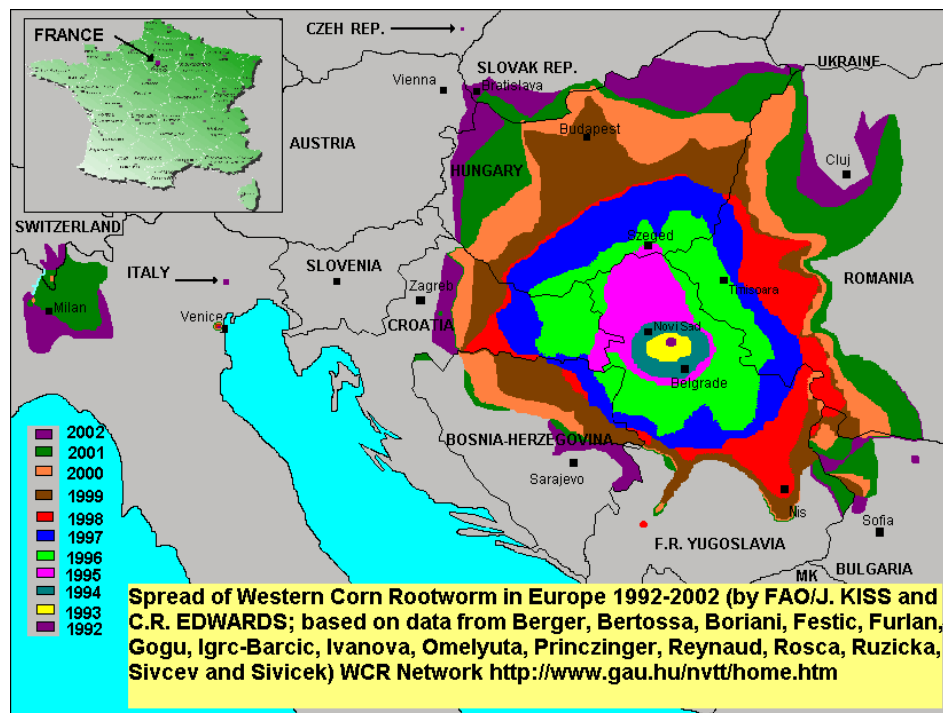 FRANCE
CZEH REP.
SLOVAK REP.
UKRAINE
Vienna
Bratislava
AUSTRIA
Budapest
HUNGARY
Cluj
SWITZERLAND
ITALY
SLOVENIA
Szeged
ROMANIA
Milan
Zagreb
Timisoara
Venice
CROATIA
Novi Sad
Belgrade
BOSNIA-HERZEGOVINA
Sarajevo
Nis
Sofia
F.R. YUGOSLAVIA
MK
BULGARIA
2002
2001
2000
1999
1998
1997
1996
1995
1994
1993
1992
Spread of Western Corn Rootworm in Europe 1992-2002 (by FAO/J. KISS and
C.R. EDWARDS; based on data from Berger, Bertossa, Boriani, Festic, Furlan,
Gogu, Igrc-Barcic, Ivanova, Omelyuta, Princzinger, Reynaud, Rosca, Ruzicka,
Sivcev and Sivicek) WCR Network http://www.gau.hu/nvtt/home.htm